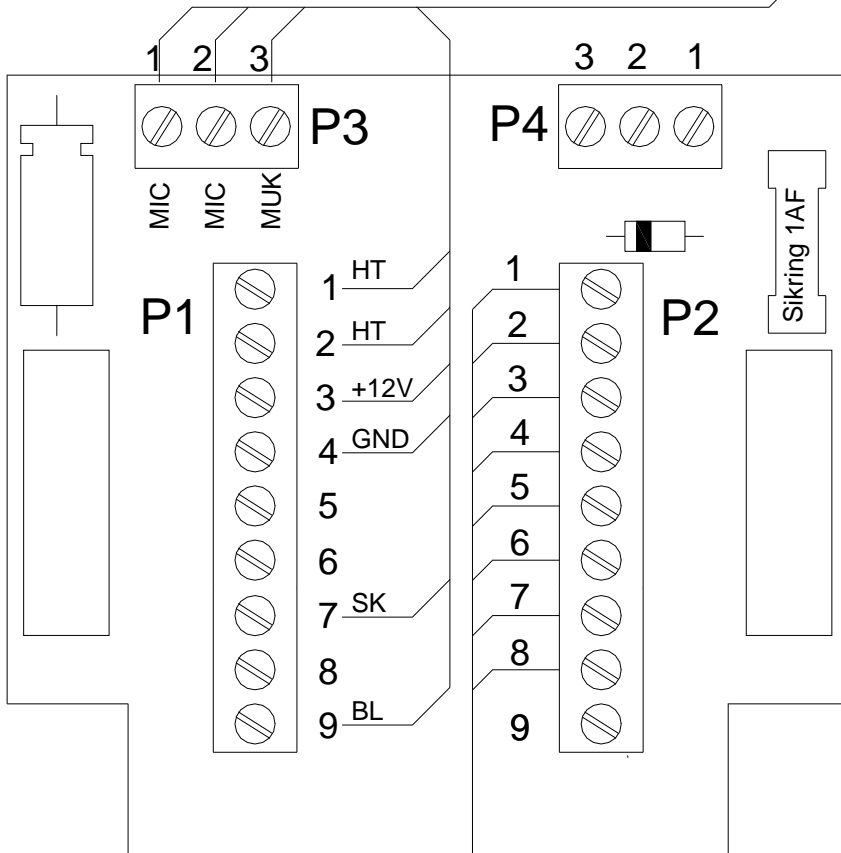 1 2 3
3 2 1
P3
P4
MIC MIC MUK
Sikring 1AF
P1
1 HT
2 HT
3 +12V
4 GND
5
6
7 SK
8
9 BL
P2
1
2
3
4
5
6
7
8
9